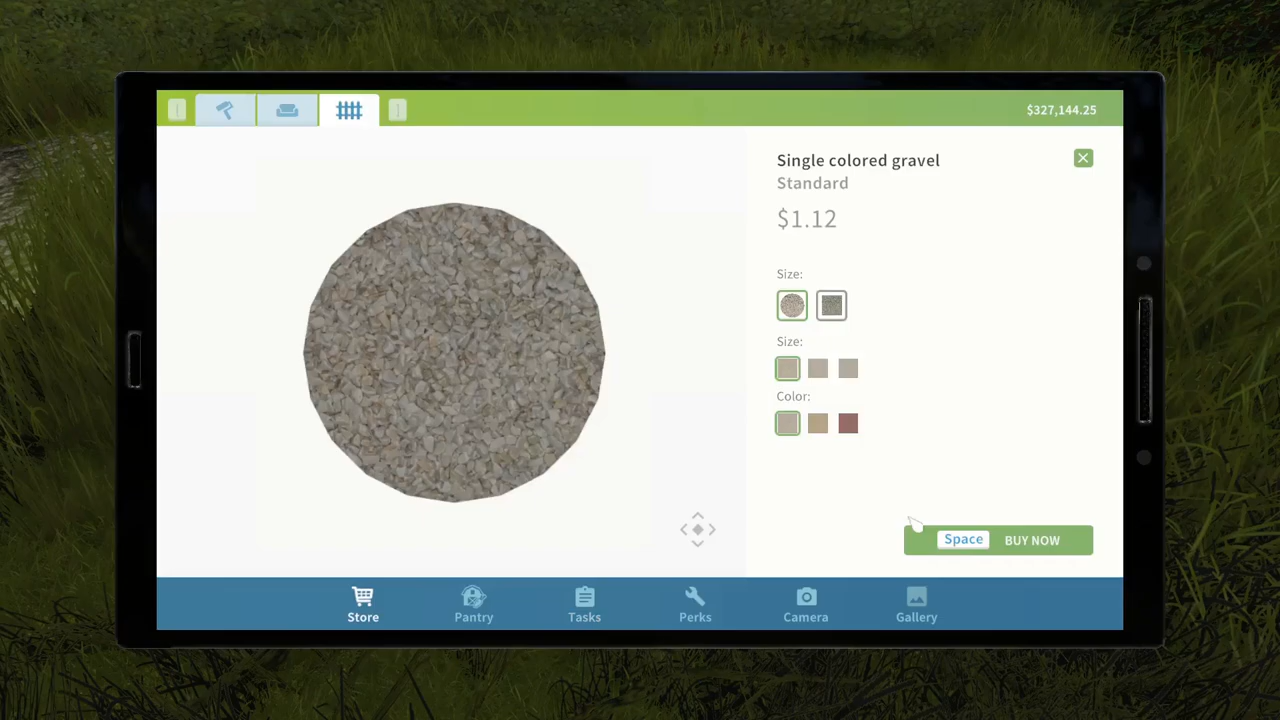 $327,144.25
Single colored gravel
Standard
$1.12
Size:
Size:
Color:
Space BUY NOW
Store Pantry Tasks Perks Camera Gallery